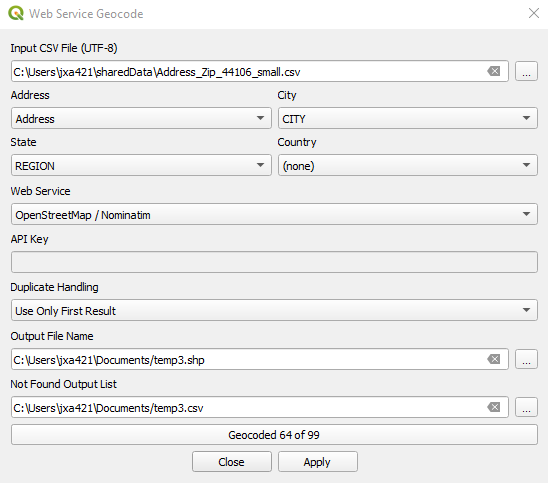 Web Service Geocode
Input CSV File (UTF-8)
C:\Users\jxa421\sharedData\Address_Zip_44106_small.csv
...
Address City
Address CITY
State Country
REGION (none)
Web Service
OpenStreetMap / Nominatim
API Key
Duplicate Handling
Use Only First Result
Output File Name
C:\Users\jxa421\Documents/temp3.shp
...
Not Found Output List
C:\Users\jxa421\Documents/temp3.csv
...
Geocoded 64 of 99
Close Apply